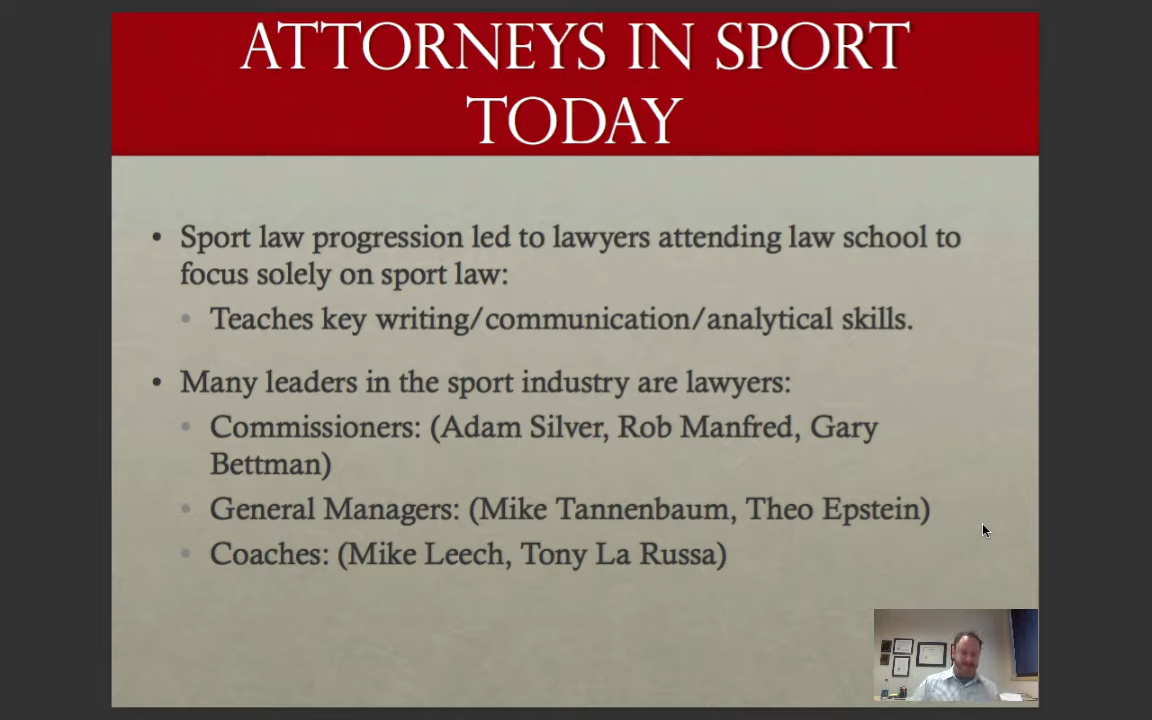 ATTORNEYS IN SPORT
TODAY
• Sport law progression led to lawyers attending law school to
focus solely on sport law:
• Teaches key writing/communication/analytical skills.
• Many leaders in the sport industry are lawyers:
• Commissioners: (Adam Silver, Rob Manfred, Gary
Bettman)
• General Managers: (Mike Tannenbaum, Theo Epstein)
• Coaches: (Mike Leech, Tony La Russa)